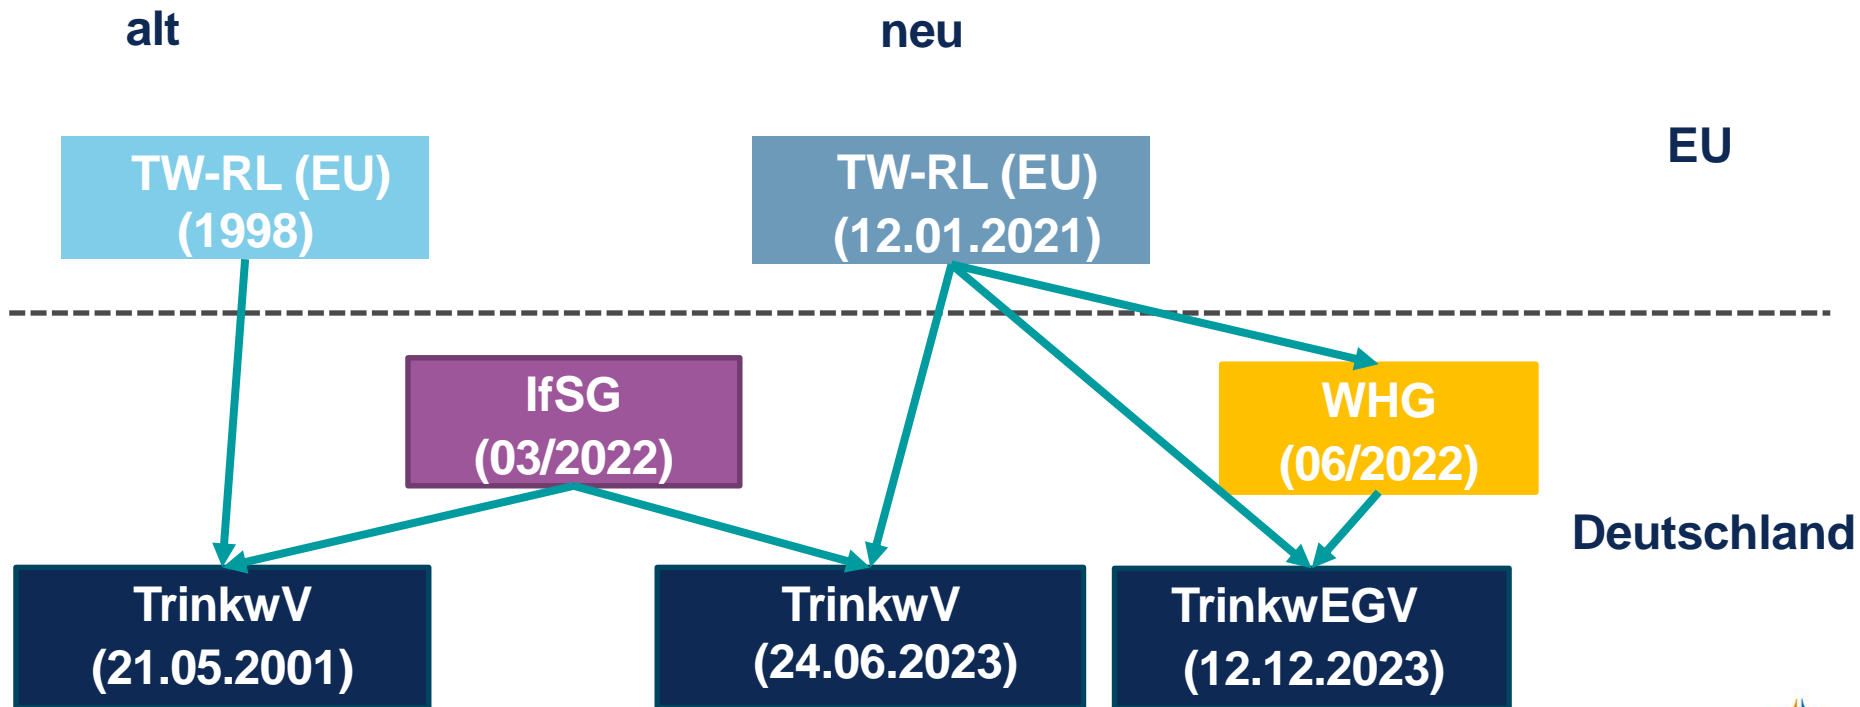 alt
neu
EU
TW-RL (EU)
(1998)
TW-RL (EU)
(12.01.2021)
IfSG
(03/2022)
WHG
(06/2022)
Deutschland
TrinkwV
(21.05.2001)
TrinkwV
(24.06.2023)
TrinkwEGV
(12.12.2023)